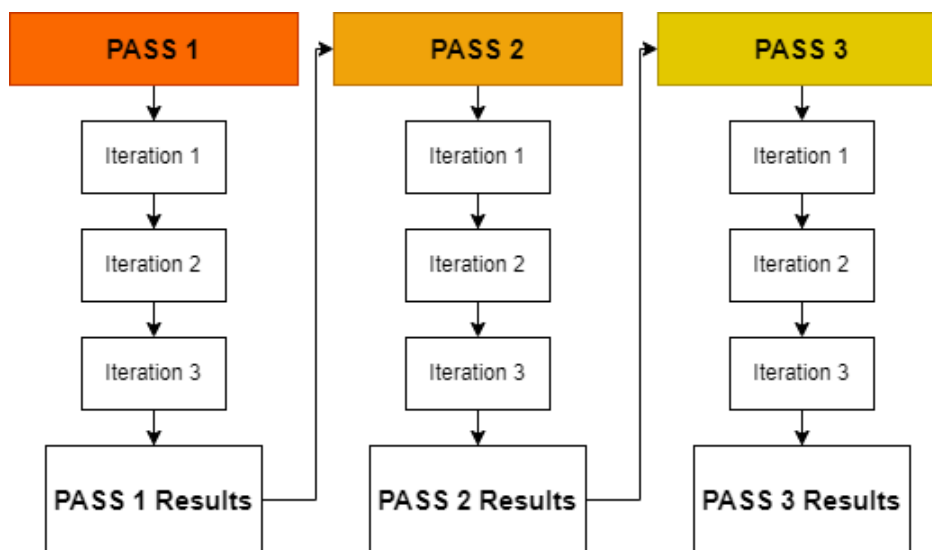 PASS 1
Iteration 1
Iteration 2
Iteration 3
PASS 1 Results
PASS 2
Iteration 1
Iteration 2
Iteration 3
PASS 2 Results
PASS 3
Iteration 1
Iteration 2
Iteration 3
PASS 3 Results